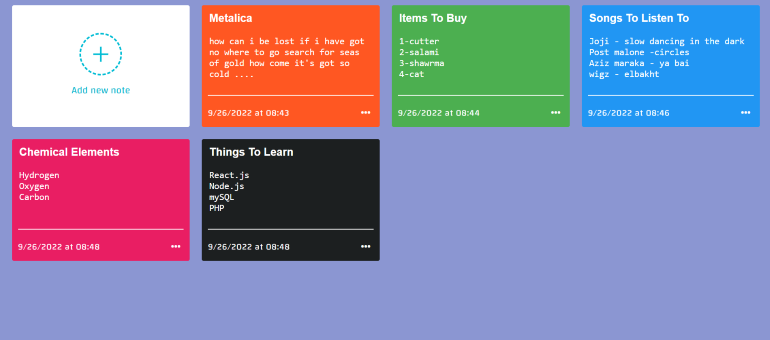 Add new note
Metalica
how can i be lost if i have got
no where to go search for seas
of gold how come it's got so
cold ....
9/26/2022 at 08:43
Items To Buy
1-cutter
2-salami
3-shawrma
4-cat
9/26/2022 at 08:44
Songs To Listen To
Joji - slow dancing in the dark
Post malone -circles
Aziz maraka - ya bai
wigz - elbakht
9/26/2022 at 08:46
Chemical Elements
Hydrogen
Oxygen
Carbon
9/26/2022 at 08:48
Things To Learn
React.js
Node.js
mySQL
PHP
9/26/2022 at 08:48